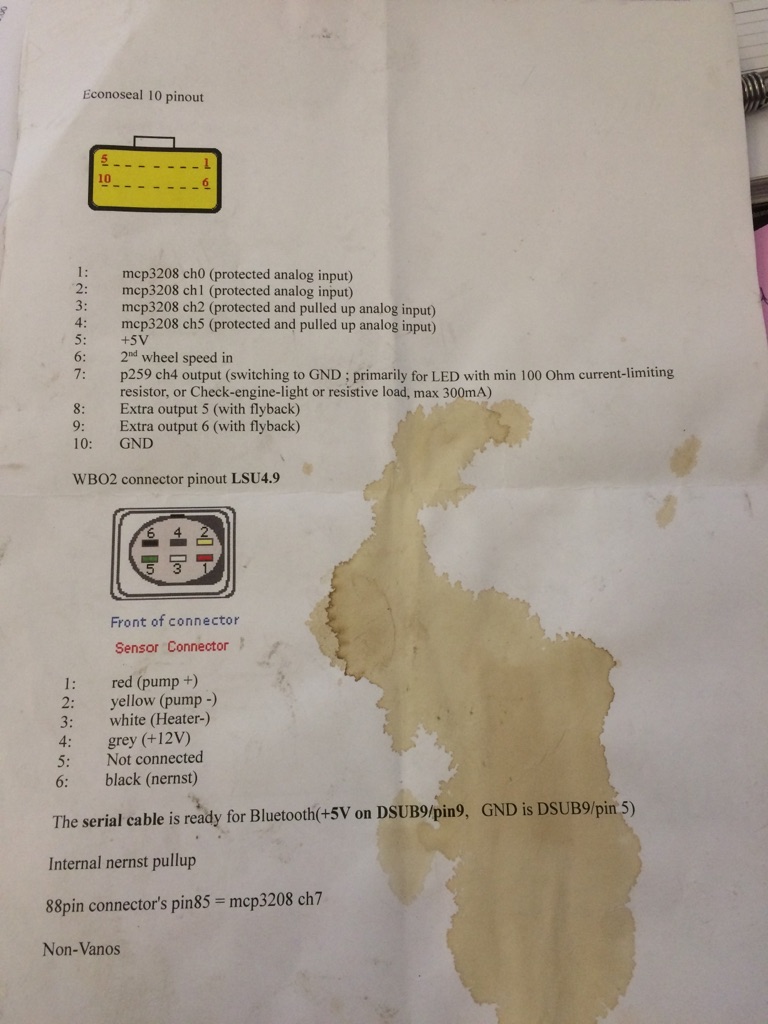 Econoseal 10 pinout
5 1
10 6
1: mcp3208 ch0 (protected analog input)
2: mcp3208 ch1 (protected analog input)
3: mcp3208 ch2 (protected and pulled up analog input)
4: mcp3208 ch5 (protected and pulled up analog input)
5: +5V
6: 2nd wheel speed in
7: p259 ch4 output (switching to GND ; primarily for LED with min 100 Ohm current-limiting
resistor, or Check-engine-light or resistive load, max 300mA)
8: Extra output 5 (with flyback)
9: Extra output 6 (with flyback)
10: GND
WBO2 connector pinout LSU4.9
6 4 2
5 3 1
Front of connector
Sensor Connector
1: red (pump +)
2: yellow (pump -)
3: white (Heater-)
4: grey (+12V)
5: Not connected
6: black (nernst)
The serial cable is ready for Bluetooth(+5V on DSUB9/pin9, GND is DSUB9/pin 5)
Internal nernst pullup
88pin connector's pin85 = mcp3208 ch7
Non-Vanos